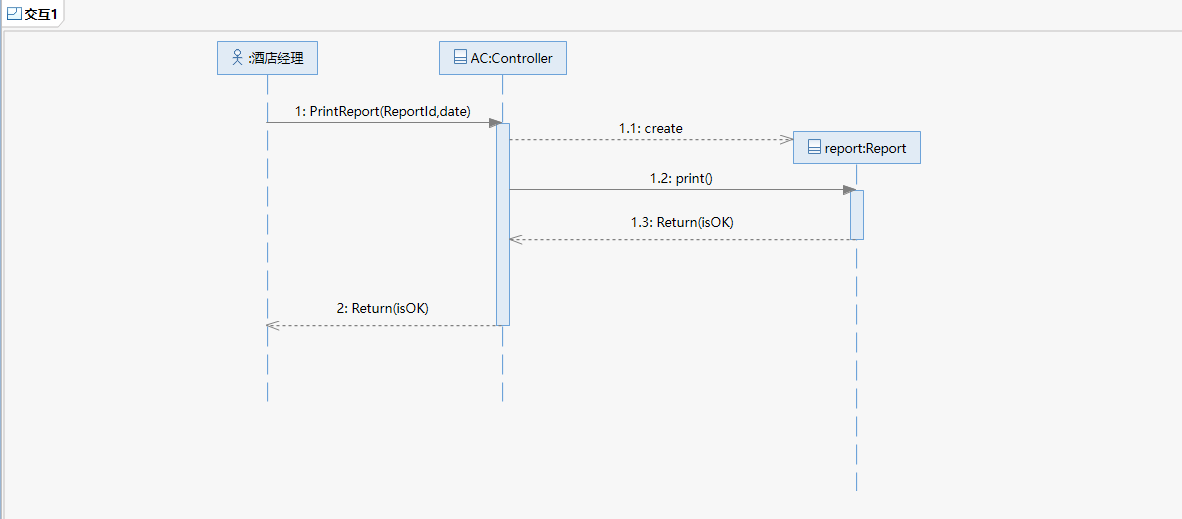 交互1
:酒店经理
AC:Controller
1: PrintReport(ReportId,date)
1.1: create
report:Report
1.2: print()
1.3: Return(isOK)
2: Return(isOK)